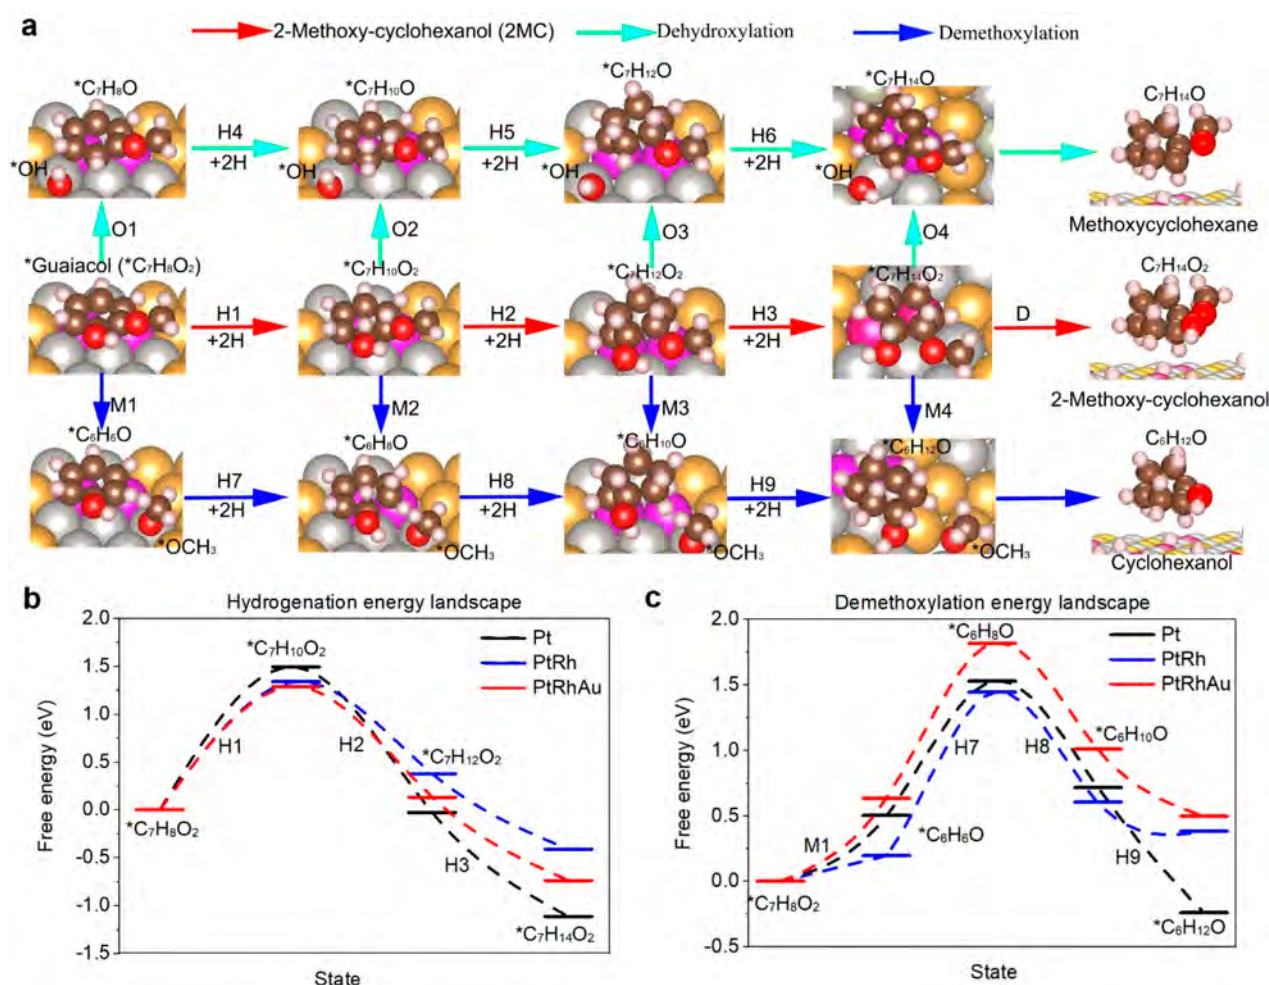 a
2-Methoxy-cyclohexanol (2MC)
Dehydroxylation
Demethoxylation
*C₇H₈O
*C₇H₁₀O
*C₇H₁₂O
*C₇H₁₄O
C₇H₁₄O
H4
+2H
H5
+2H
H6
+2H
*OH
*OH
*OH
*OH
Methoxycyclohexane
O1
O2
O3
O4
*Guaiacol (*C₇H₈O₂)
*C₇H₁₀O₂
*C₇H₁₂O₂
*C₇H₁₄O₂
C₇H₁₄O₂
H1
+2H
H2
+2H
H3
+2H
D
2-Methoxy-cyclohexanol
M1
M2
M3
M4
*C₆H₆O
*C₆H₈O
*C₆H₁₀O
*C₆H₁₂O
C₆H₁₂O
H7
+2H
H8
+2H
H9
+2H
*OCH₃
*OCH₃
*OCH₃
*OCH₃
Cyclohexanol
b
Hydrogenation energy landscape
2.0
1.5
1.0
0.5
0.0
-0.5
-1.0
-1.5
Free energy (eV)
State
*C₇H₁₀O₂
Pt
PtRh
PtRhAu
H1
H2
*C₇H₁₂O₂
*C₇H₈O₂
H3
*C₇H₁₄O₂
c
Demethoxylation energy landscape
2.0
1.5
1.0
0.5
0.0
-0.5
Free energy (eV)
State
*C₆H₈O
Pt
PtRh
PtRhAu
H7
H8
*C₆H₁₀O
M1
*C₆H₆O
H9
*C₇H₈O₂
*C₆H₁₂O